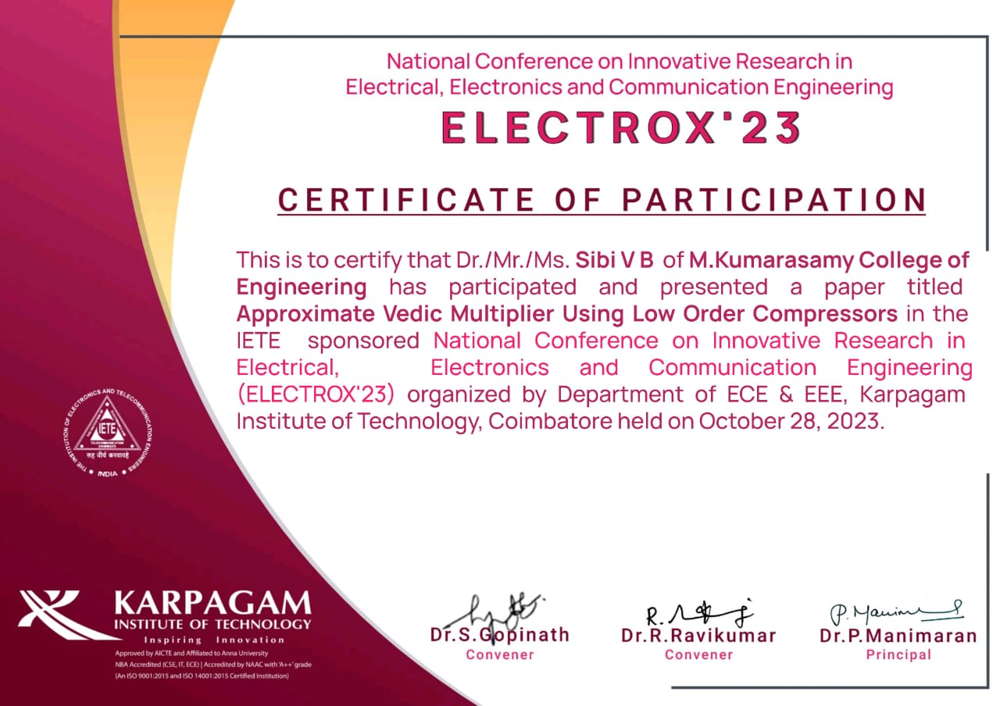 National Conference on Innovative Research in
Electrical, Electronics and Communication Engineering
ELECTROX'23
CERTIFICATE OF PARTICIPATION
This is to certify that Dr./Mr./Ms. Sibi V B of M.Kumarasamy College of
Engineering has participated and presented a paper titled
Approximate Vedic Multiplier Using Low Order Compressors in the
IETE sponsored National Conference on Innovative Research in
Electrical, Electronics and Communication Engineering
(ELECTROX'23) organized by Department of ECE & EEE, Karpagam
Institute of Technology, Coimbatore held on October 28, 2023.
THE INSTITUTION OF ELECTRONICS AND TELECOMMUNICATION ENGINEERS
IETE
सह वीर्यं करवावहे
INDIA
KARPAGAM
INSTITUTE OF TECHNOLOGY
Inspiring Innovation
Approved by AICTE and Affiliated to Anna University
NBA Accredited (CSE, IT, ECE) | Accredited by NAAC with 'A++' grade
(An ISO 9001:2015 and ISO 14001:2015 Certified Institution)
Dr.S.Gopinath
Convener
R.
Dr.R.Ravikumar
Convener
P.
Dr.P.Manimaran
Principal